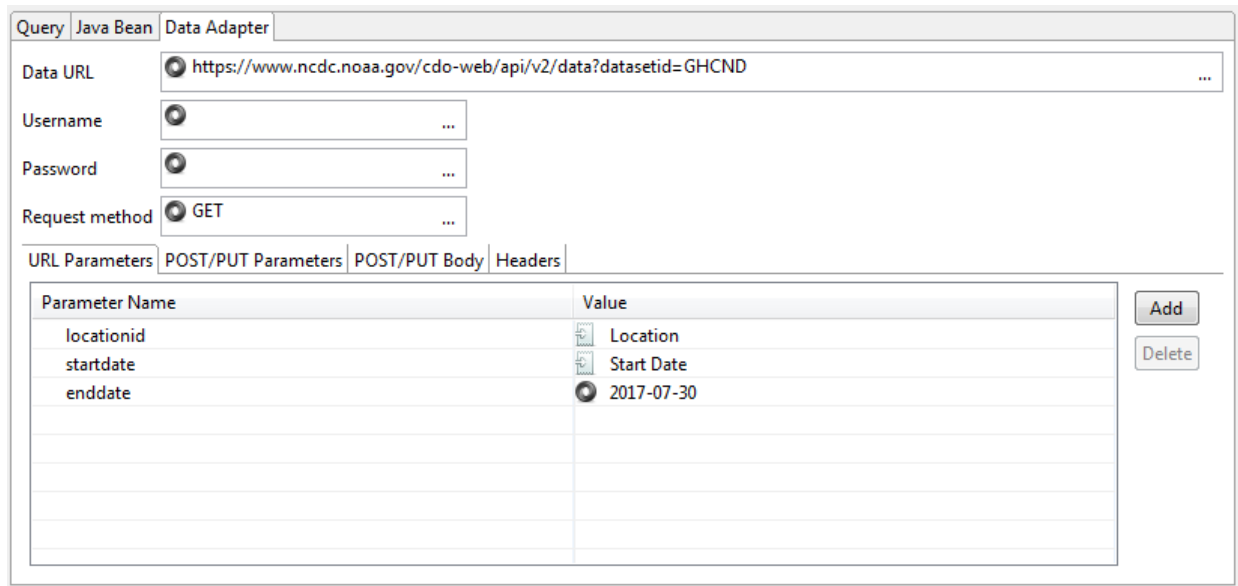 Query Java Bean Data Adapter
Data URL https://www.ncdc.noaa.gov/cdo-web/api/v2/data?datasetid=GHCND ...
Username ...
Password ...
Request method GET ...
URL Parameters POST/PUT Parameters POST/PUT Body Headers
Parameter Name Value
Add
locationid Location
startdate Start Date
Delete
enddate 2017-07-30